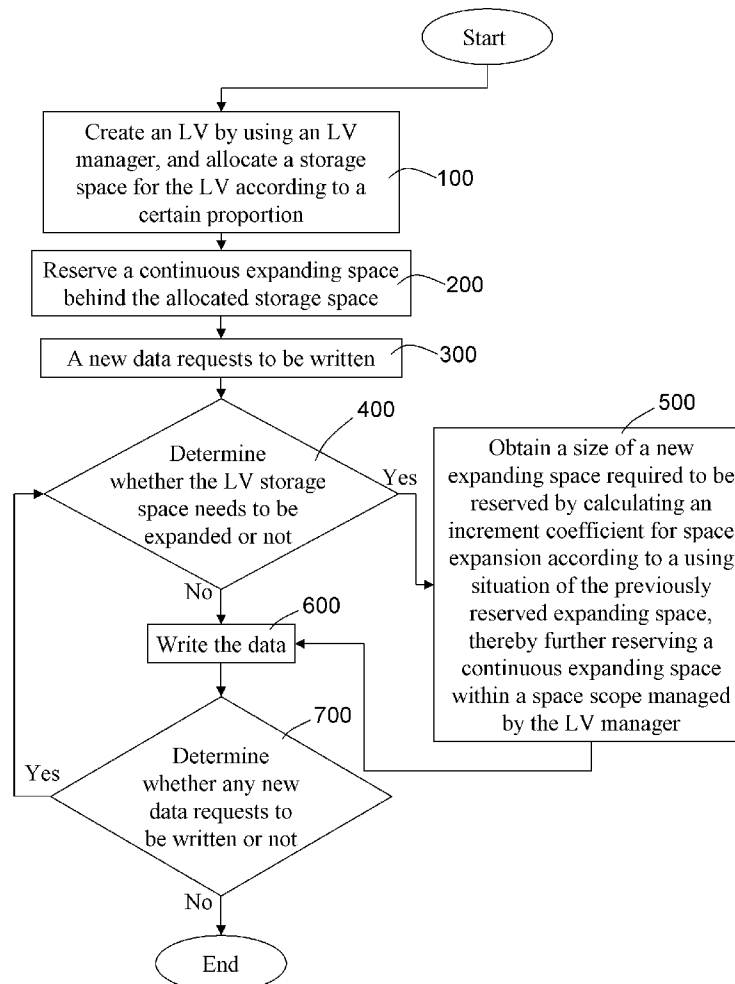 Start
Create an LV by using an LV
manager, and allocate a storage
space for the LV according to a
certain proportion
100
Reserve a continuous expanding space
behind the allocated storage space
200
A new data requests to be written
300
400
Determine
whether the LV storage
space needs to be
expanded or not
Yes
No
500
Obtain a size of a new
expanding space required to be
reserved by calculating an
increment coefficient for space
expansion according to a using
situation of the previously
reserved expanding space,
thereby further reserving a
continuous expanding space
within a space scope managed
by the LV manager
600
Write the data
700
Determine
whether any new
data requests to
be written or not
Yes
No
End